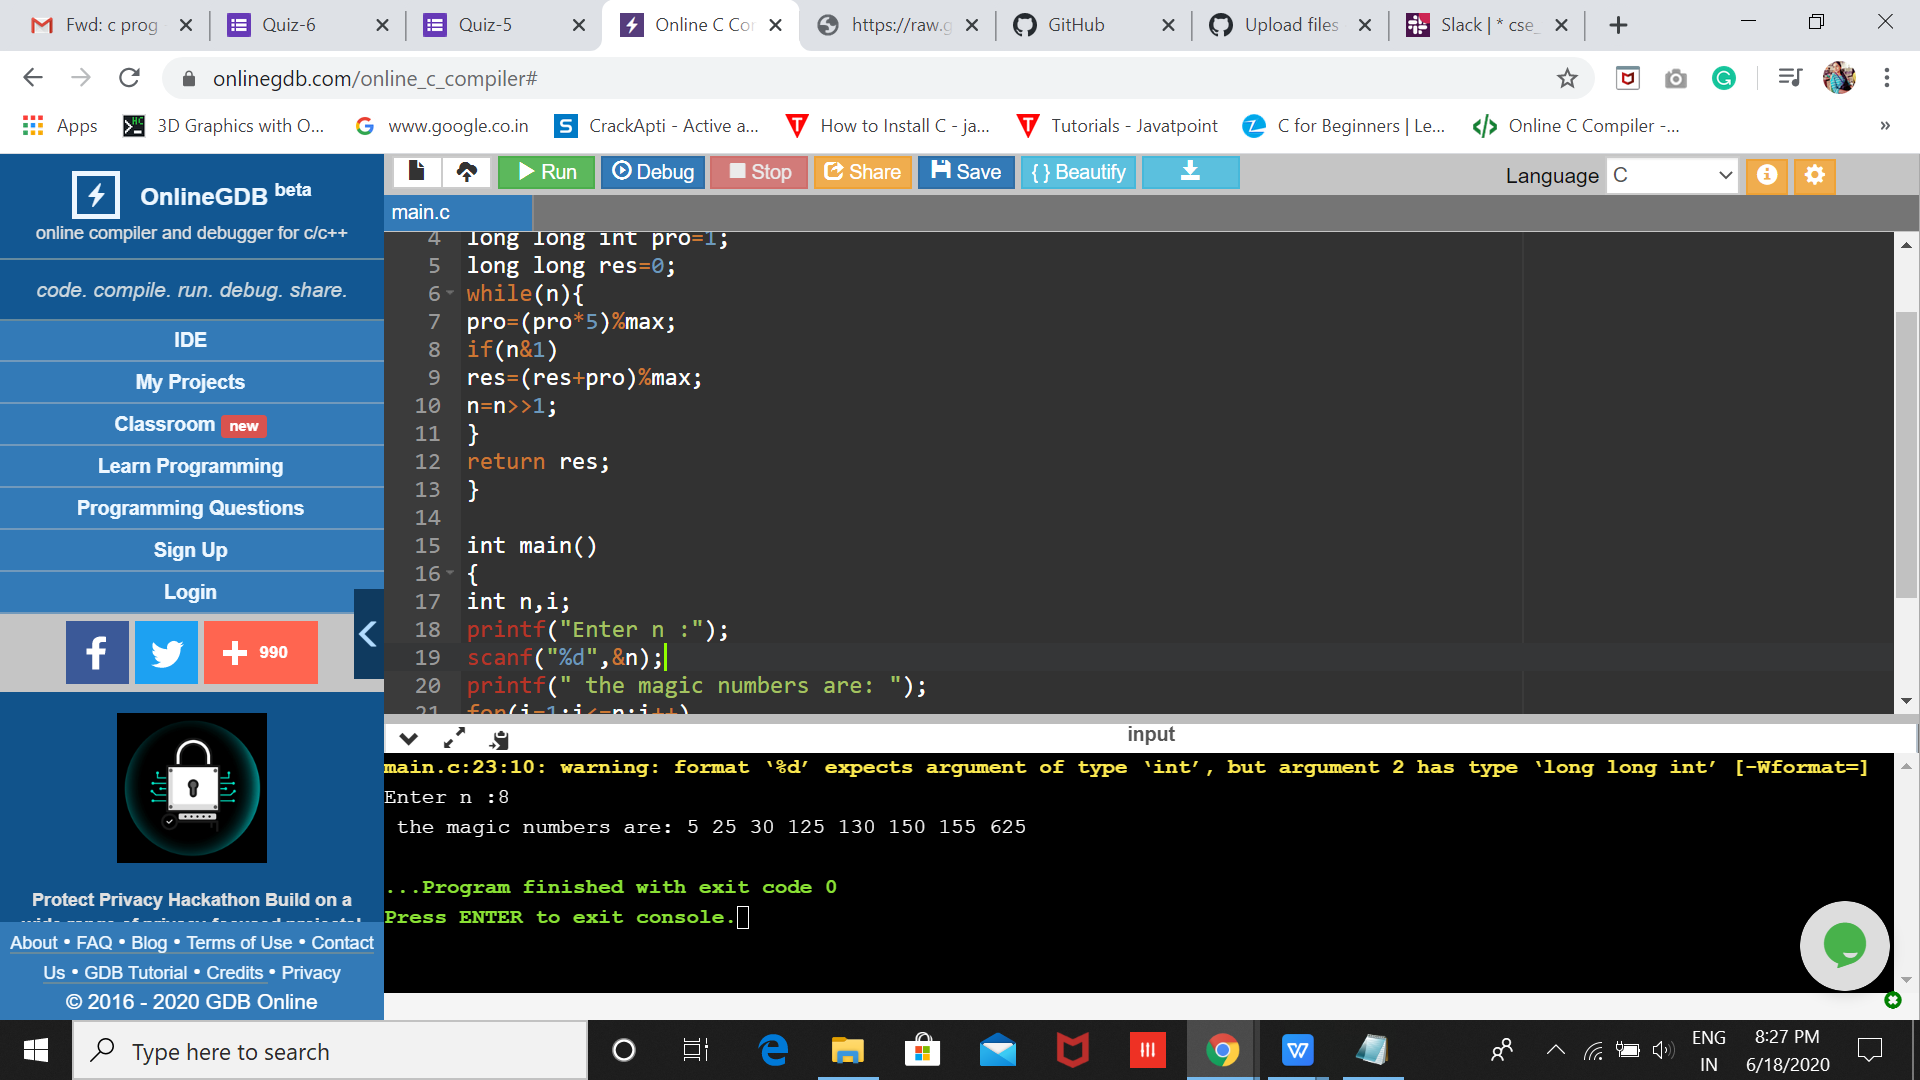 Fwd: c prog
Quiz-6
Quiz-5
Online C Cor
https://raw.g
GitHub
Upload files
Slack | * cse_
onlinegdb.com/online_c_compiler#
Apps
3D Graphics with O...
www.google.co.in
CrackApti - Active a...
How to Install C - ja...
Tutorials - Javatpoint
C for Beginners | Le...
Online C Compiler -...
»
OnlineGDB beta
online compiler and debugger for c/c++
code. compile. run. debug. share.
IDE
My Projects
Classroom new
Learn Programming
Programming Questions
Sign Up
Login
990
Protect Privacy Hackathon Build on a
wide range of privacy focused projects!
About • FAQ • Blog • Terms of Use • Contact
Us • GDB Tutorial • Credits • Privacy
© 2016 - 2020 GDB Online
Run
Debug
Stop
Share
Save
{ } Beautify
Language C
main.c
4 long long int pro=1;
5 long long res=0;
6 while(n){
7 pro=(pro*5)%max;
8 if(n&1)
9 res=(res+pro)%max;
10 n=n>>1;
11 }
12 return res;
13 }
14
15 int main()
16 {
17 int n,i;
18 printf("Enter n :");
19 scanf("%d",&n);
20 printf(" the magic numbers are: ");
21 for(i=1;i<=n;i++)
input
main.c:23:10: warning: format ‘%d’ expects argument of type ‘int’, but argument 2 has type ‘long long int’ [-Wformat=]
Enter n :8
the magic numbers are: 5 25 30 125 130 150 155 625
...Program finished with exit code 0
Press ENTER to exit console.
Type here to search
ENG
IN
8:27 PM
6/18/2020